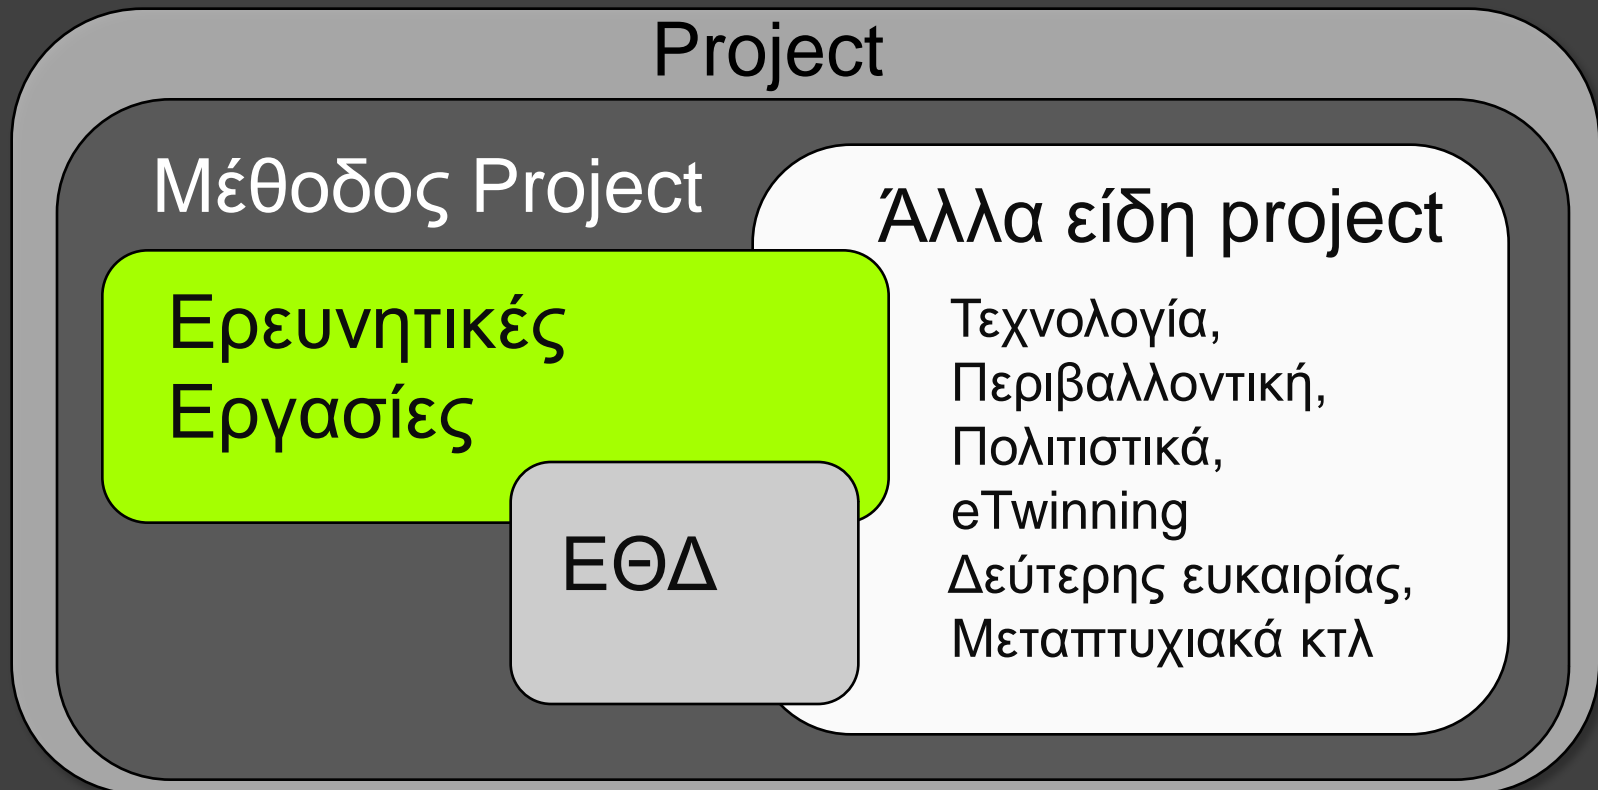 Project
Μέθοδος Project
Ερευνητικές
Εργασίες
ΕΘΔ
Άλλα είδη project
Τεχνολογία,
Περιβαλλοντική,
Πολιτιστικά,
eTwinning
Δεύτερης ευκαιρίας,
Μεταπτυχιακά κτλ